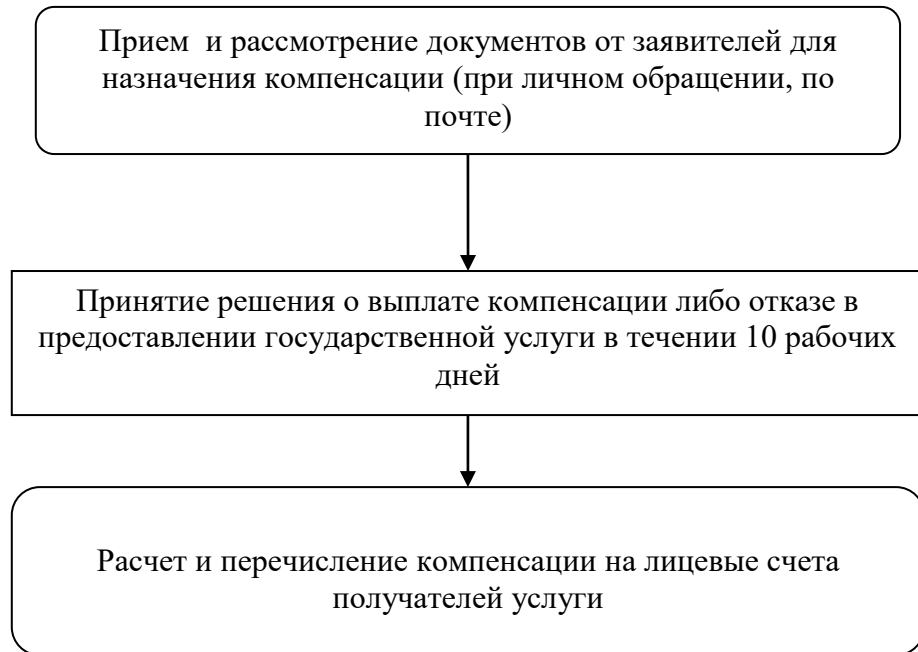 Прием  и рассмотрение документов от заявителей для
назначения компенсации (при личном обращении, по
почте)
Принятие решения о выплате компенсации либо отказе в
предоставлении государственной услуги в течении 10 рабочих
дней
Расчет и перечисление компенсации на лицевые счета
получателей услуги